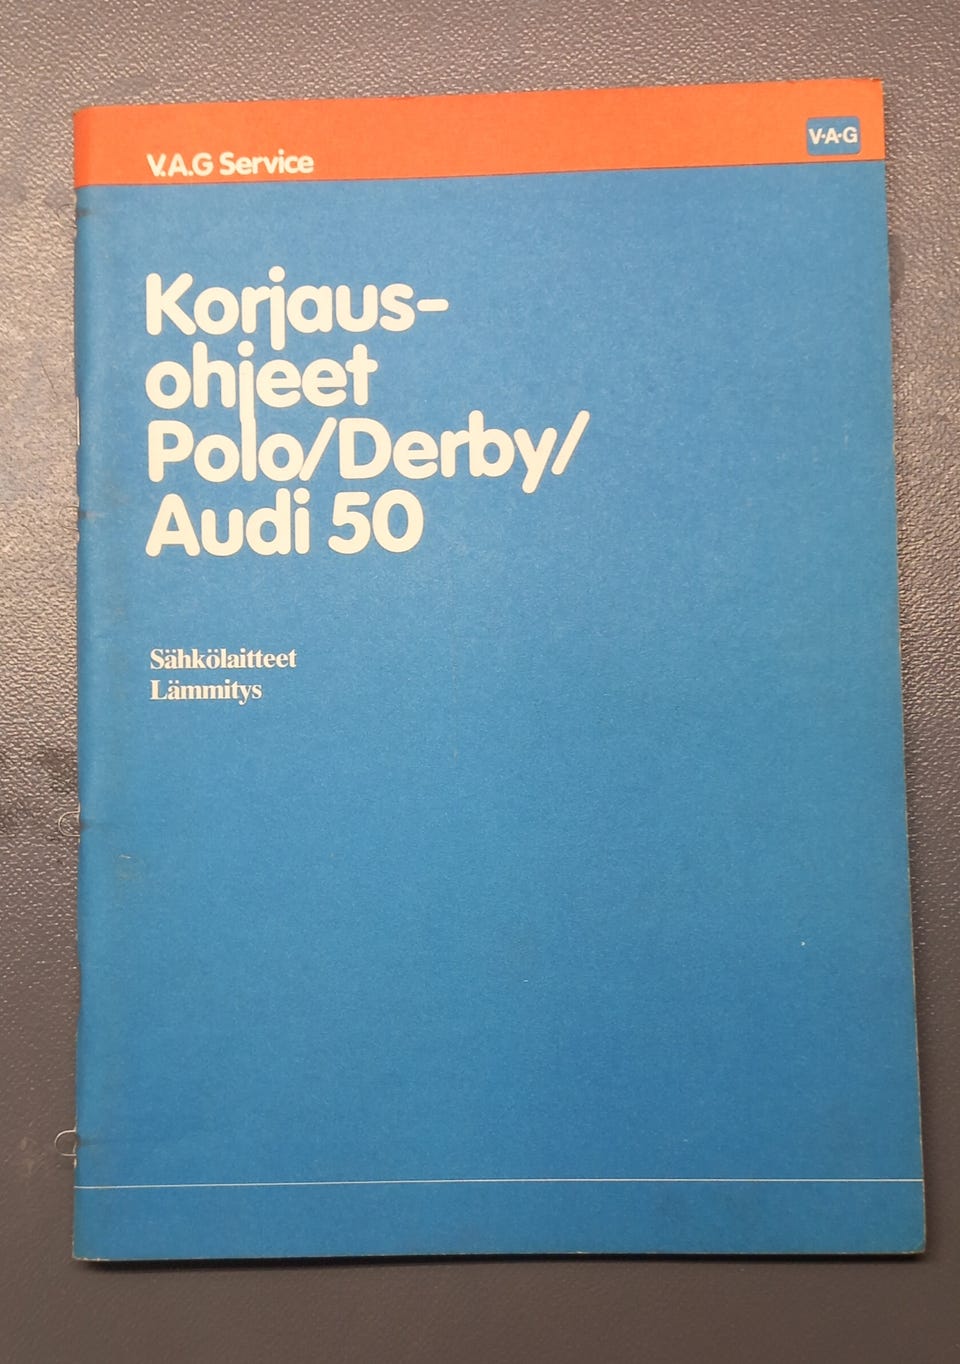 V.A.G Service
V·A·G
Korjaus-
ohjeet
Polo/Derby/
Audi 50
Sähkölaitteet
Lämmitys